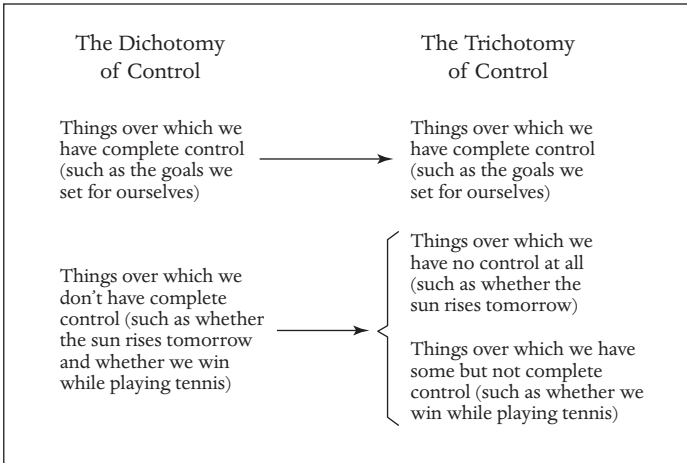 The Dichotomy
of Control
The Trichotomy
of Control
Things over which we
have complete control
(such as the goals we
set for ourselves)
Things over which we
have complete control
(such as the goals we
set for ourselves)
Things over which we
don't have complete
control (such as whether
the sun rises tomorrow
and whether we win
while playing tennis)
Things over which we
have no control at all
(such as whether the
sun rises tomorrow)
Things over which we have
some but not complete
control (such as whether we
win while playing tennis)